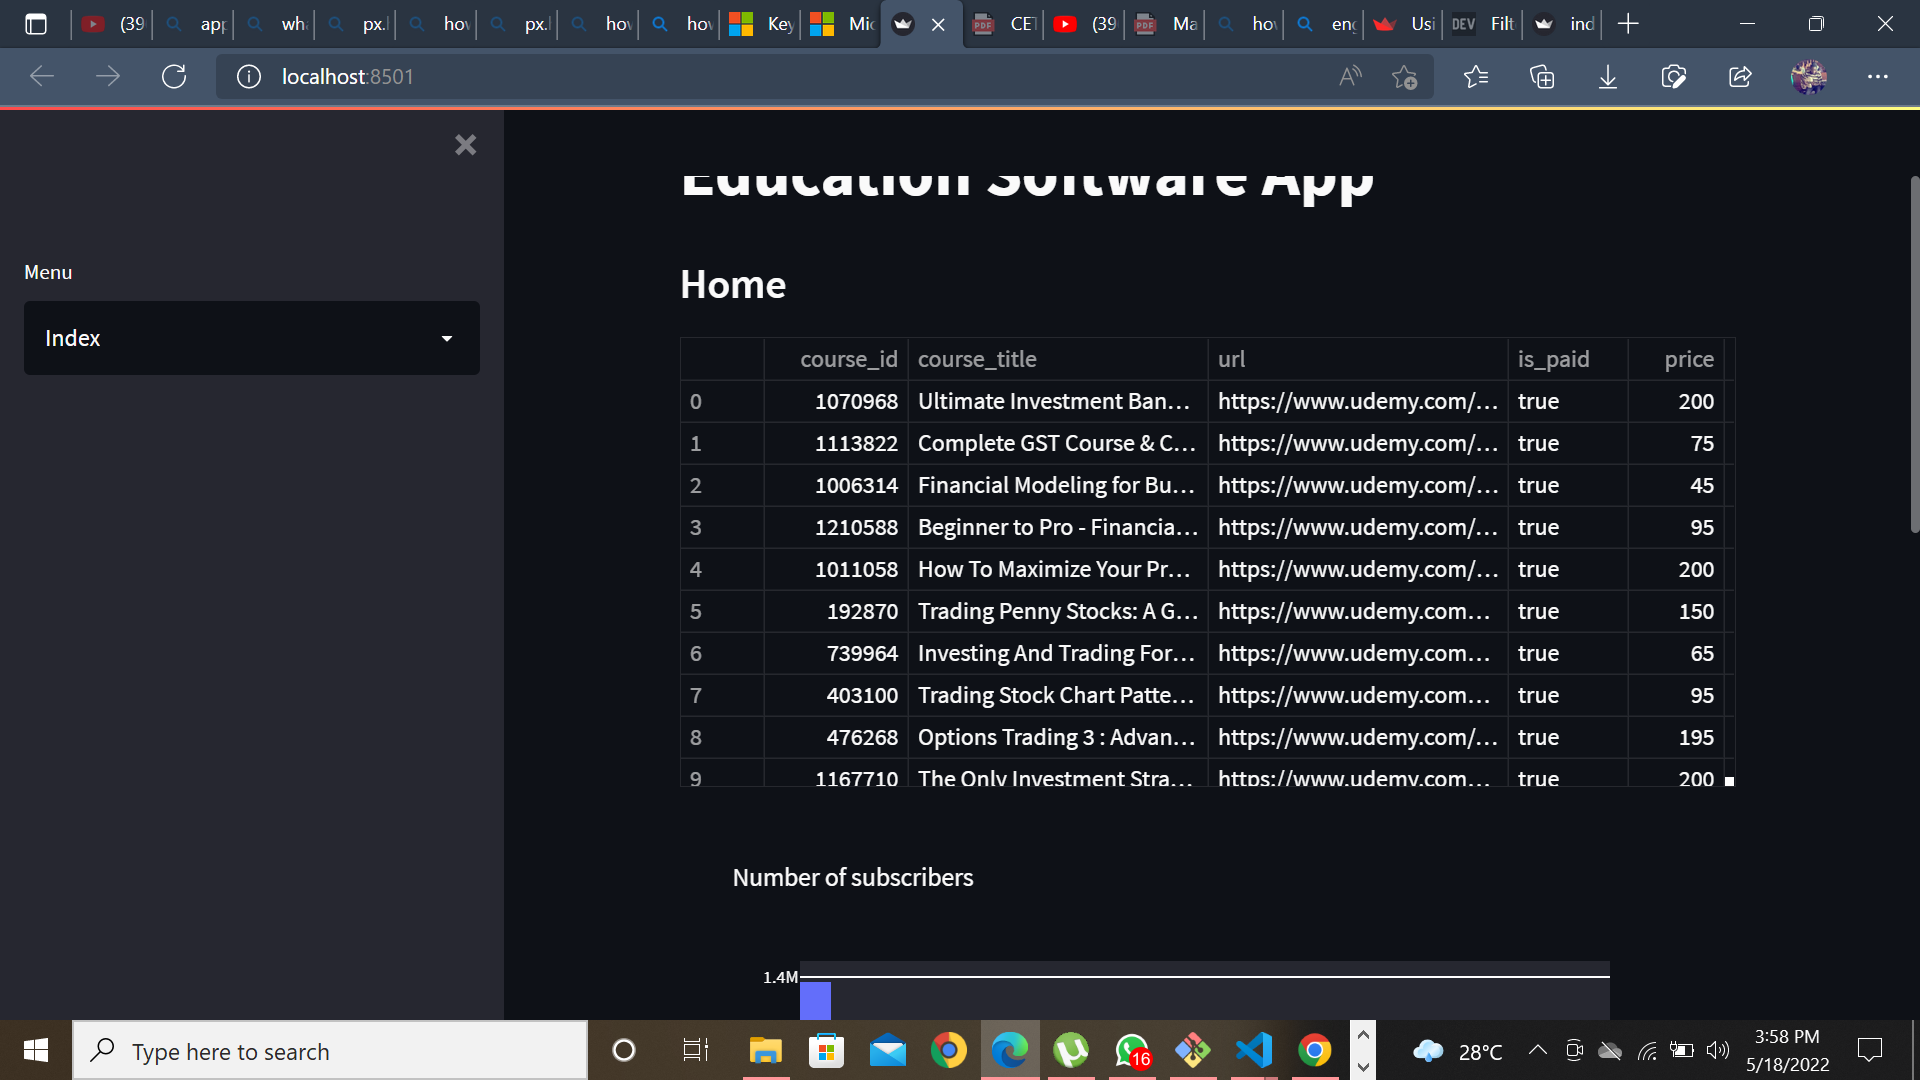 (39
app
wh
px.
how
px.
how
how
Key
Mic
CET
(39
Ma
how
eng
Usi
DEV
Filt
ind
localhost:8501
Education Software App
Menu
Home
Index
course_id course_title url is_paid price
0 1070968 Ultimate Investment Ban... https://www.udemy.com/... true 200
1 1113822 Complete GST Course & C... https://www.udemy.com/... true 75
2 1006314 Financial Modeling for Bu... https://www.udemy.com/... true 45
3 1210588 Beginner to Pro - Financia... https://www.udemy.com/... true 95
4 1011058 How To Maximize Your Pr... https://www.udemy.com/... true 200
5 192870 Trading Penny Stocks: A G... https://www.udemy.com... true 150
6 739964 Investing And Trading For... https://www.udemy.com... true 65
7 403100 Trading Stock Chart Patte... https://www.udemy.com... true 95
8 476268 Options Trading 3 : Advan... https://www.udemy.com/... true 195
9 1167710 The Only Investment Stra... https://www.udemy.com... true 200
Number of subscribers
1.4M
Type here to search
16
28°C
3:58 PM
5/18/2022